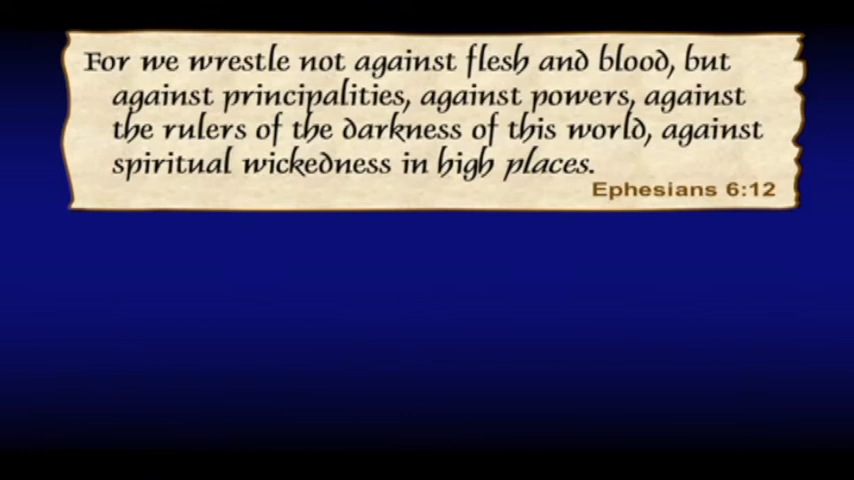 For we wrestle not against flesh and blood, but
against principalities, against powers, against
the rulers of the darkness of this world, against
spiritual wickedness in high places.
Ephesians 6:12